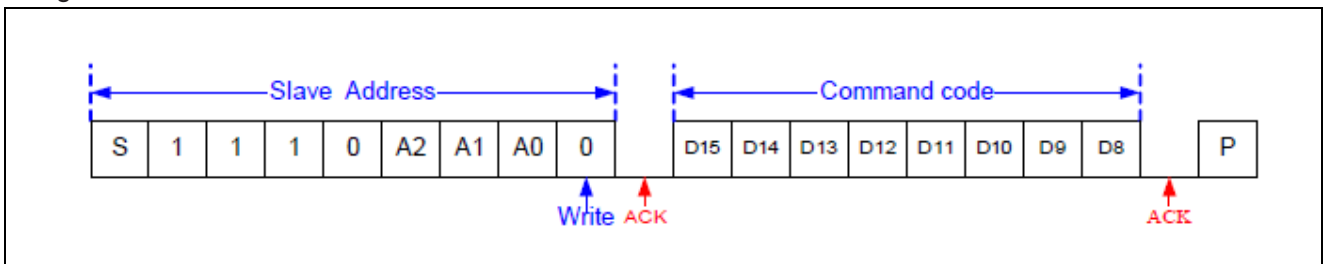 Slave Address
Command code
S 1 1 1 0 A2 A1 A0 0 D15 D14 D13 D12 D11 D10 D9 D8 P
Write ACK ACK